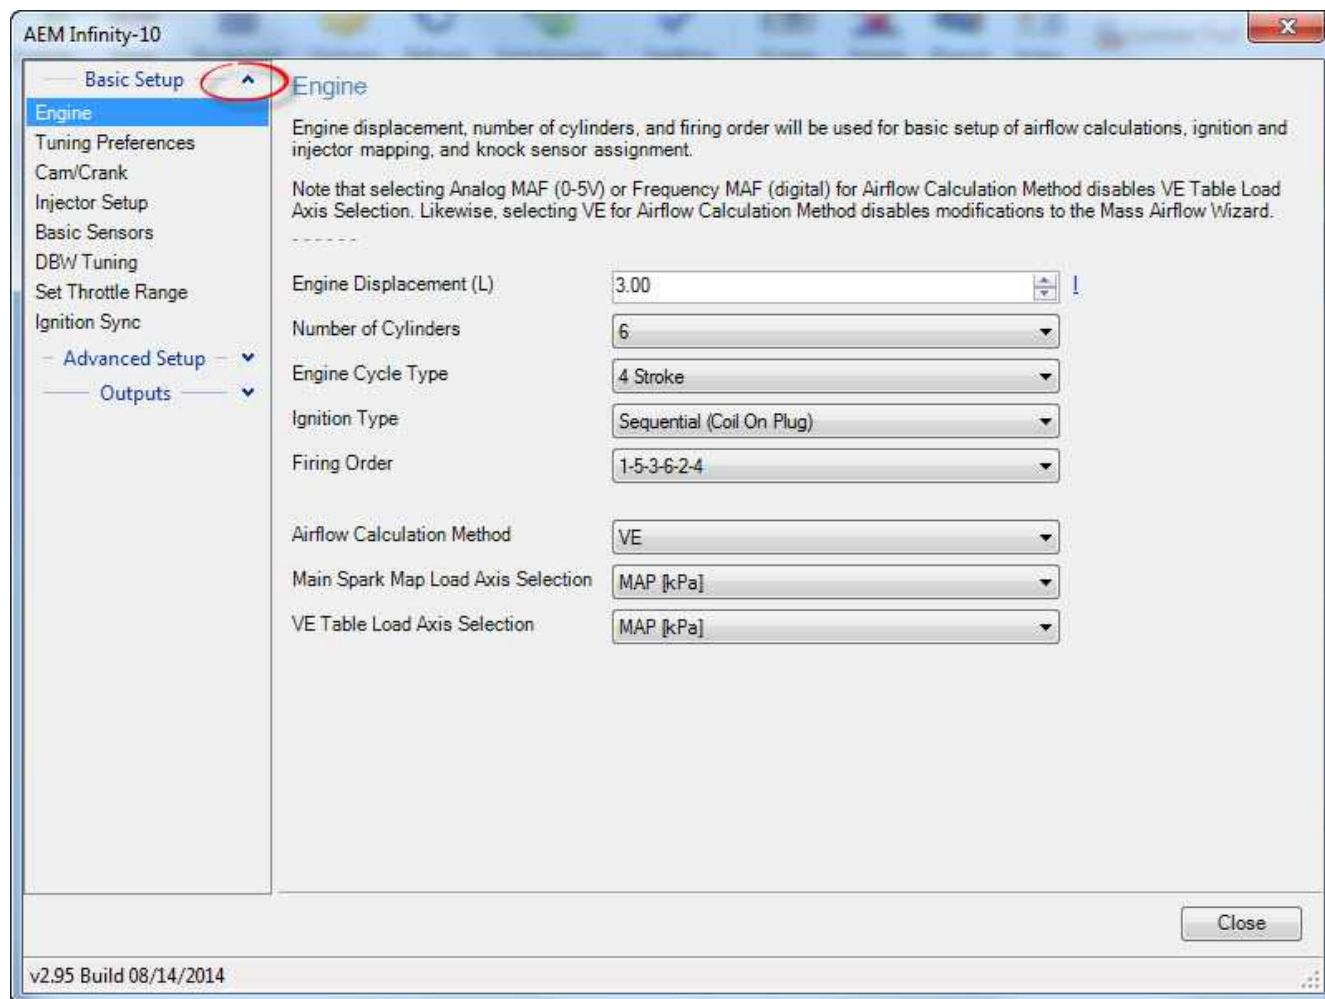 AEM Infinity-10
Basic Setup
Engine
Tuning Preferences
Cam/Crank
Injector Setup
Basic Sensors
DBW Tuning
Set Throttle Range
Ignition Sync
Advanced Setup
Outputs
Engine
Engine displacement, number of cylinders, and firing order will be used for basic setup of airflow calculations, ignition and
injector mapping, and knock sensor assignment.
Note that selecting Analog MAF (0-5V) or Frequency MAF (digital) for Airflow Calculation Method disables VE Table Load
Axis Selection. Likewise, selecting VE for Airflow Calculation Method disables modifications to the Mass Airflow Wizard.
- - - - - -
Engine Displacement (L) 3.00 !
Number of Cylinders 6
Engine Cycle Type 4 Stroke
Ignition Type Sequential (Coil On Plug)
Firing Order 1-5-3-6-2-4
Airflow Calculation Method VE
Main Spark Map Load Axis Selection MAP [kPa]
VE Table Load Axis Selection MAP [kPa]
Close
v2.95 Build 08/14/2014